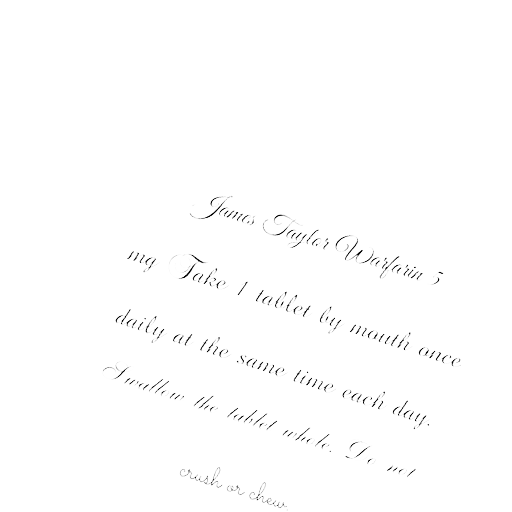 James Taylor Warfarin 5
mg Take 1 tablet by mouth once
daily at the same time each day.
Swallow the tablet whole. Do not
crush or chew.